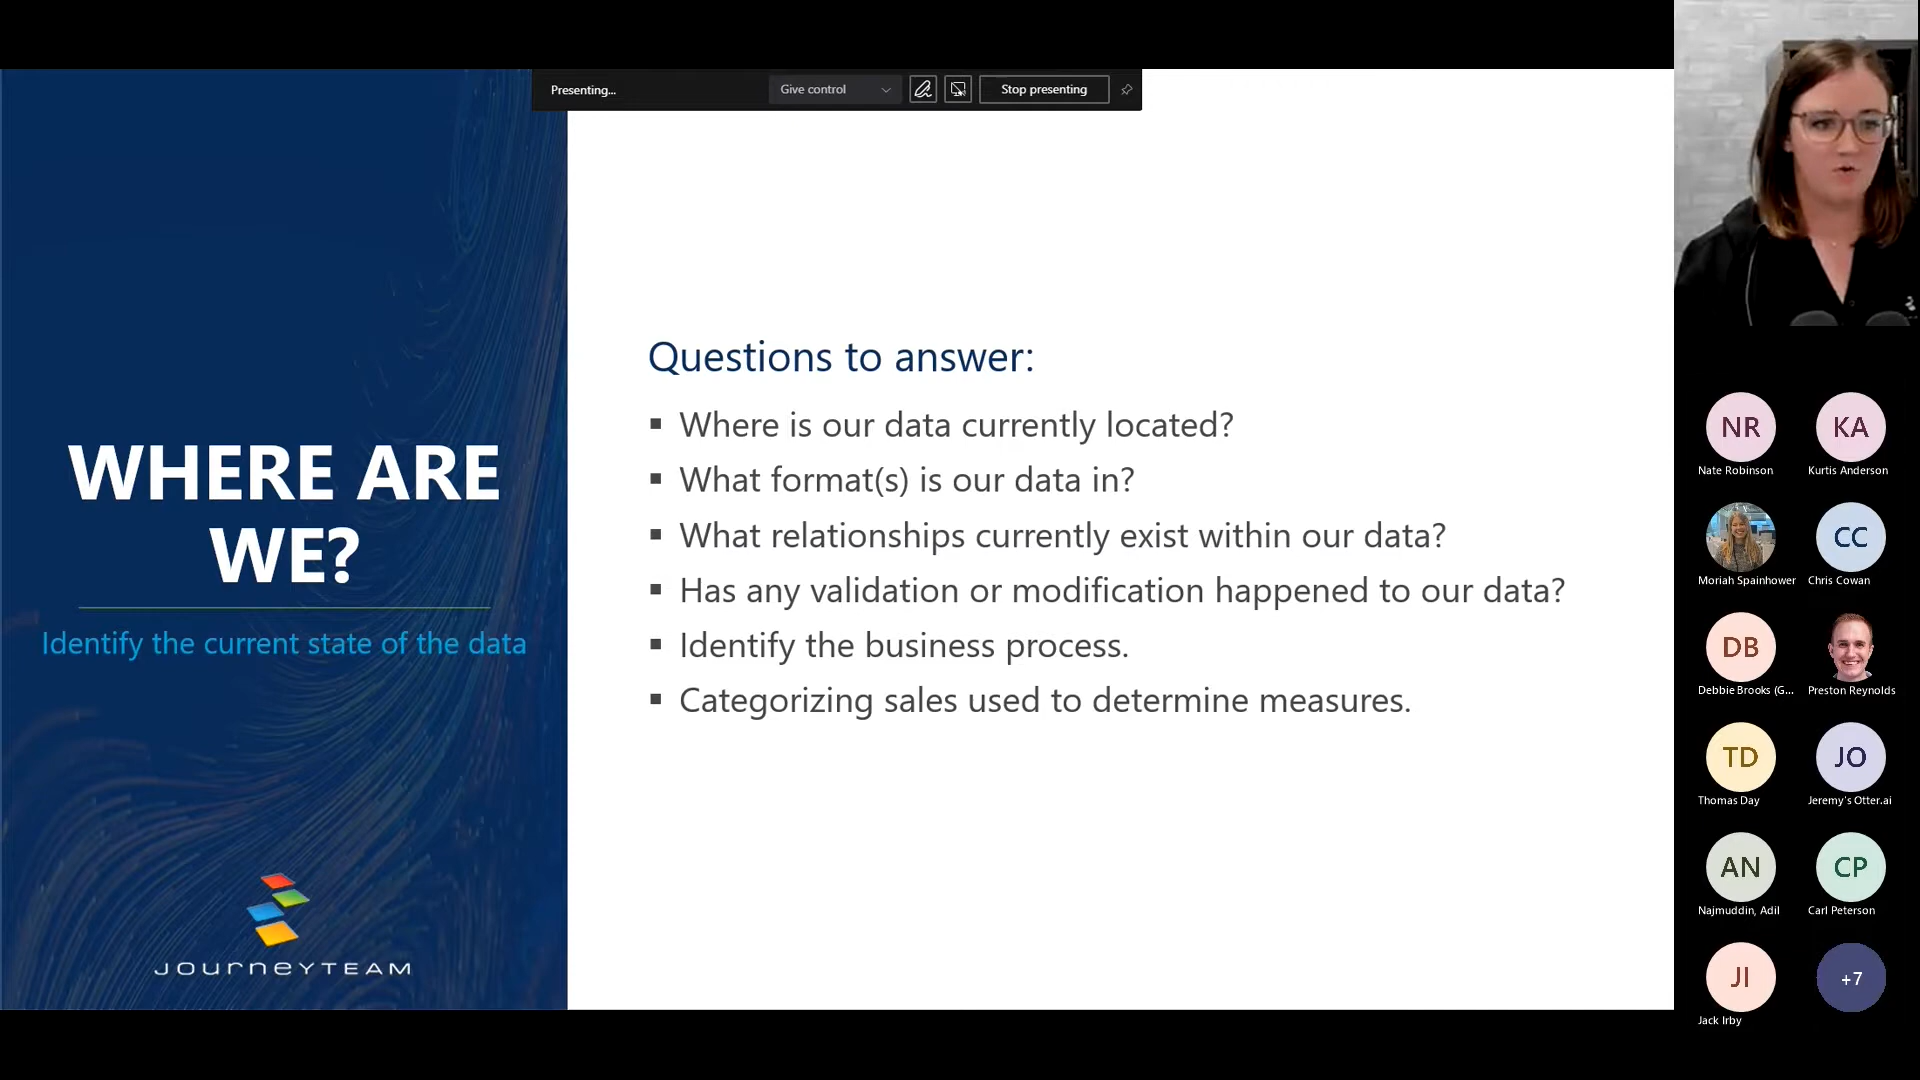 Presenting...
Give control
Stop presenting
WHERE ARE
WE?
Identify the current state of the data
JOURNEYTEAM
Questions to answer:
▪ Where is our data currently located?
▪ What format(s) is our data in?
▪ What relationships currently exist within our data?
▪ Has any validation or modification happened to our data?
▪ Identify the business process.
▪ Categorizing sales used to determine measures.
NR
KA
Nate Robinson
Kurtis Anderson
CC
Moriah Spainhower
Chris Cowan
DB
Debbie Brooks (G...
Preston Reynolds
TD
JO
Thomas Day
Jeremy's Otter.ai
AN
CP
Najmuddin, Adil
Carl Peterson
JI
+7
Jack Irby